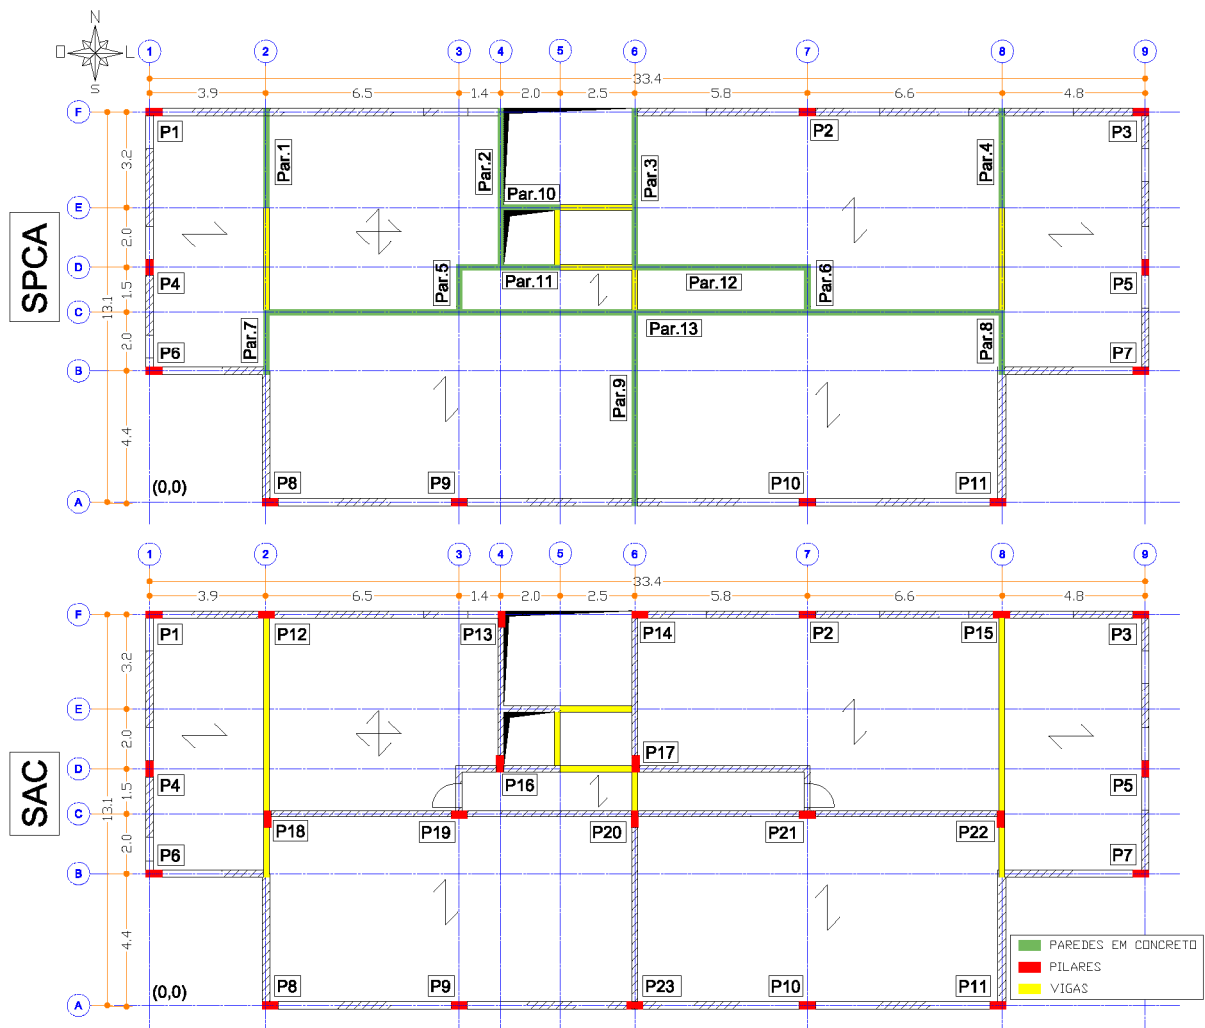 N
O L
S
1 2 3 4 5 6 7 8 9
33.4
3.9 6.5 1.4 2.0 2.5 5.8 6.6 4.8
F
P1 P2 P3
3.2
Par.1 Par.2 Par.3 Par.4
Par.10
E
SPCA
2.0
D
Par.5 Par.11 Par.12 Par.6
P4 P5
13.1
1.5
C
Par.13
2.0
P6 Par.7 Par.8 P7
B
Par.9
4.4
(0,0) P8 P9 P10 P11
A
1 2 3 4 5 6 7 8 9
33.4
3.9 6.5 1.4 2.0 2.5 5.8 6.6 4.8
F
P1 P12 P13 P14 P2 P15 P3
3.2
E
2.0
P17
D
SAC
P4 P16 P5
13.1
1.5
C
P18 P19 P20 P21 P22
2.0
P6 P7
B
4.4
PAREDES EM CONCRETO
PILARES
VIGAS
(0,0) P8 P9 P23 P10 P11
A